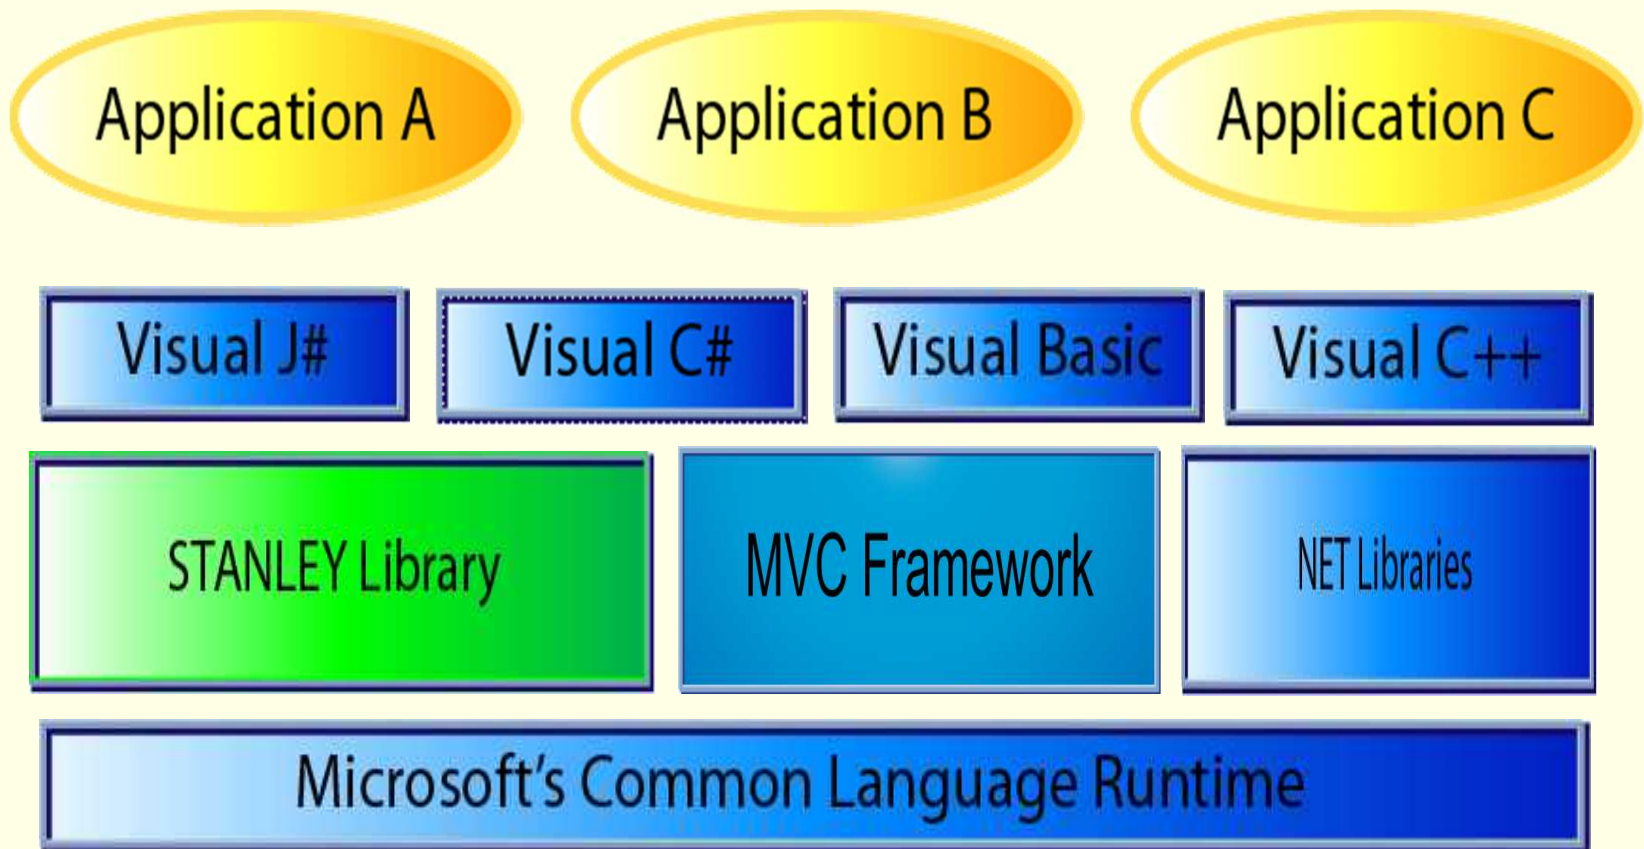 Application A
Application B
Application C
Visual J#
Visual C#
Visual Basic
Visual C++
STANLEY Library
MVC Framework
NET Libraries
Microsoft's Common Language Runtime